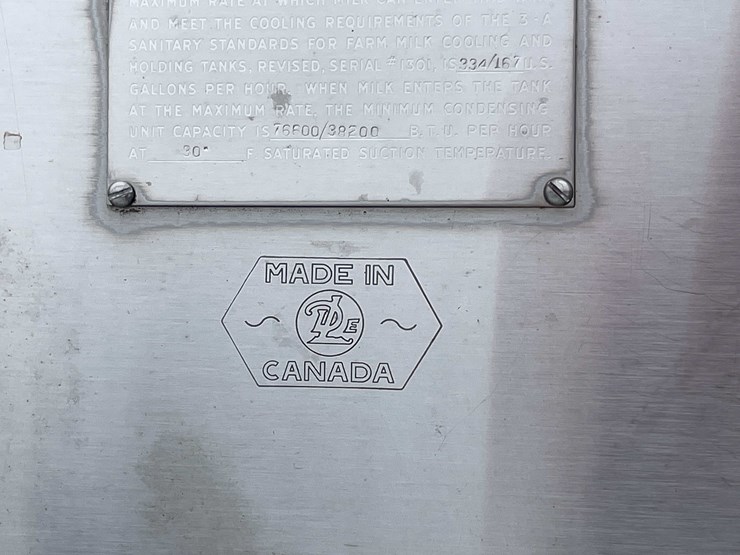 MAXIMUM RATE AT WHICH MILK CAN ENTER
AND MEET THE COOLING REQUIREMENTS OF THE 3-A
SANITARY STANDARDS FOR FARM MILK COOLING AND
HOLDING TANKS, REVISED, SERIAL #1301, IS 334/167 U.S.
GALLONS PER HOUR. WHEN MILK ENTERS THE TANK
AT THE MAXIMUM RATE, THE MINIMUM CONDENSING
UNIT CAPACITY IS 76800/38200 B.T.U. PER HOUR
AT 30° F. SATURATED SUCTION TEMPERATURE.
MADE IN
CANADA